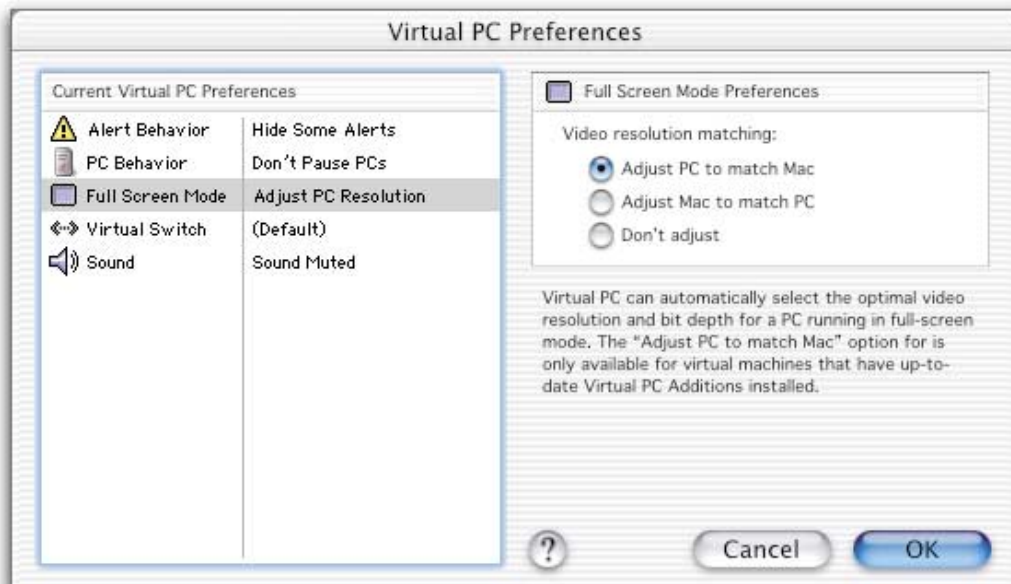 Virtual PC Preferences
Current Virtual PC Preferences
Alert Behavior Hide Some Alerts
PC Behavior Don't Pause PCs
Full Screen Mode Adjust PC Resolution
Virtual Switch (Default)
Sound Sound Muted
Full Screen Mode Preferences
Video resolution matching:
Adjust PC to match Mac
Adjust Mac to match PC
Don't adjust
Virtual PC can automatically select the optimal video
resolution and bit depth for a PC running in full-screen
mode. The “Adjust PC to match Mac” option for is
only available for virtual machines that have up-to-
date Virtual PC Additions installed.
?
Cancel
OK